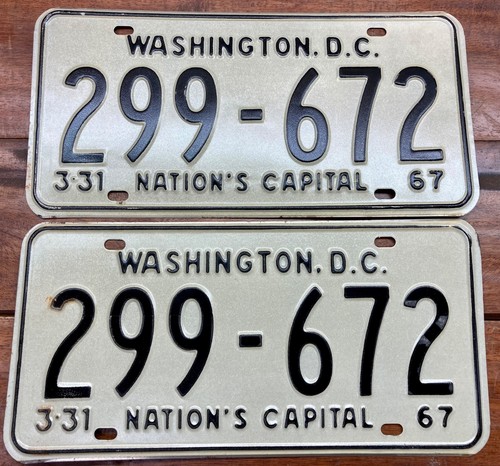 WASHINGTON, D.C.
299-672
3·31 NATION'S CAPITAL 67
WASHINGTON, D.C.
299-672
3·31 NATION'S CAPITAL 67